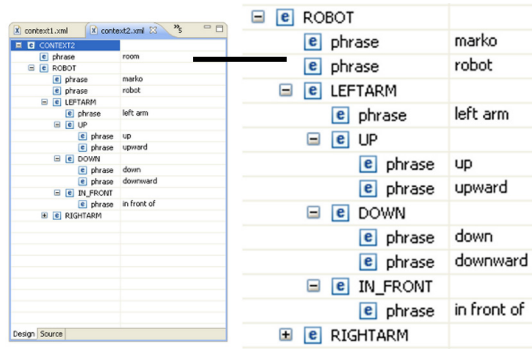 context1.xml context2.xml
CONTEXT2
phrase room
ROBOT
phrase marko
phrase robot
LEFTARM
phrase left arm
UP
phrase up
phrase upward
DOWN
phrase down
phrase downward
IN_FRONT
phrase in front of
RIGHTARM
Design Source
ROBOT
phrase marko
phrase robot
LEFTARM
phrase left arm
UP
phrase up
phrase upward
DOWN
phrase down
phrase downward
IN_FRONT
phrase in front of
RIGHTARM